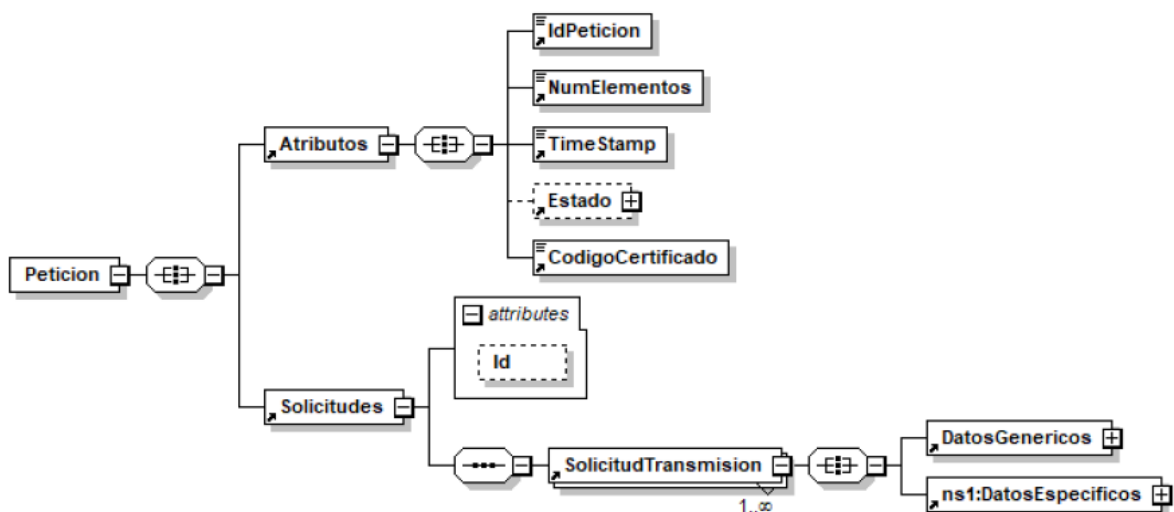 IdPeticion
NumElementos
Atributos
TimeStamp
Estado
CodigoCertificado
Peticion
attributes
Id
Solicitudes
SolicitudTransmision
1..∞
DatosGenericos
ns1:DatosEspecificos